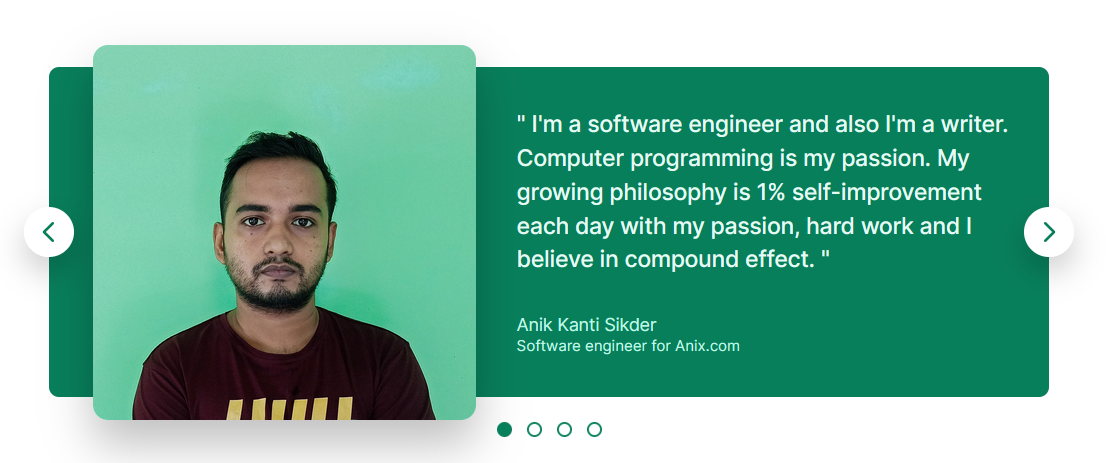 " I'm a software engineer and also I'm a writer.
Computer programming is my passion. My
growing philosophy is 1% self-improvement
each day with my passion, hard work and I
believe in compound effect. "
Anik Kanti Sikder
Software engineer for Anix.com